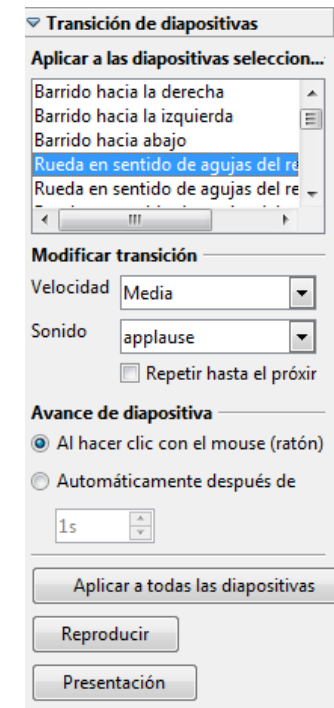 Transición de diapositivas
Aplicar a las diapositivas seleccion...
Barrido hacia la derecha
Barrido hacia la izquierda
Barrido hacia abajo
Rueda en sentido de agujas del re
Rueda en sentido de agujas del re
Modificar transición
Velocidad Media
Sonido applause
Repetir hasta el próxir
Avance de diapositiva
Al hacer clic con el mouse (ratón)
Automáticamente después de
1s
Aplicar a todas las diapositivas
Reproducir
Presentación